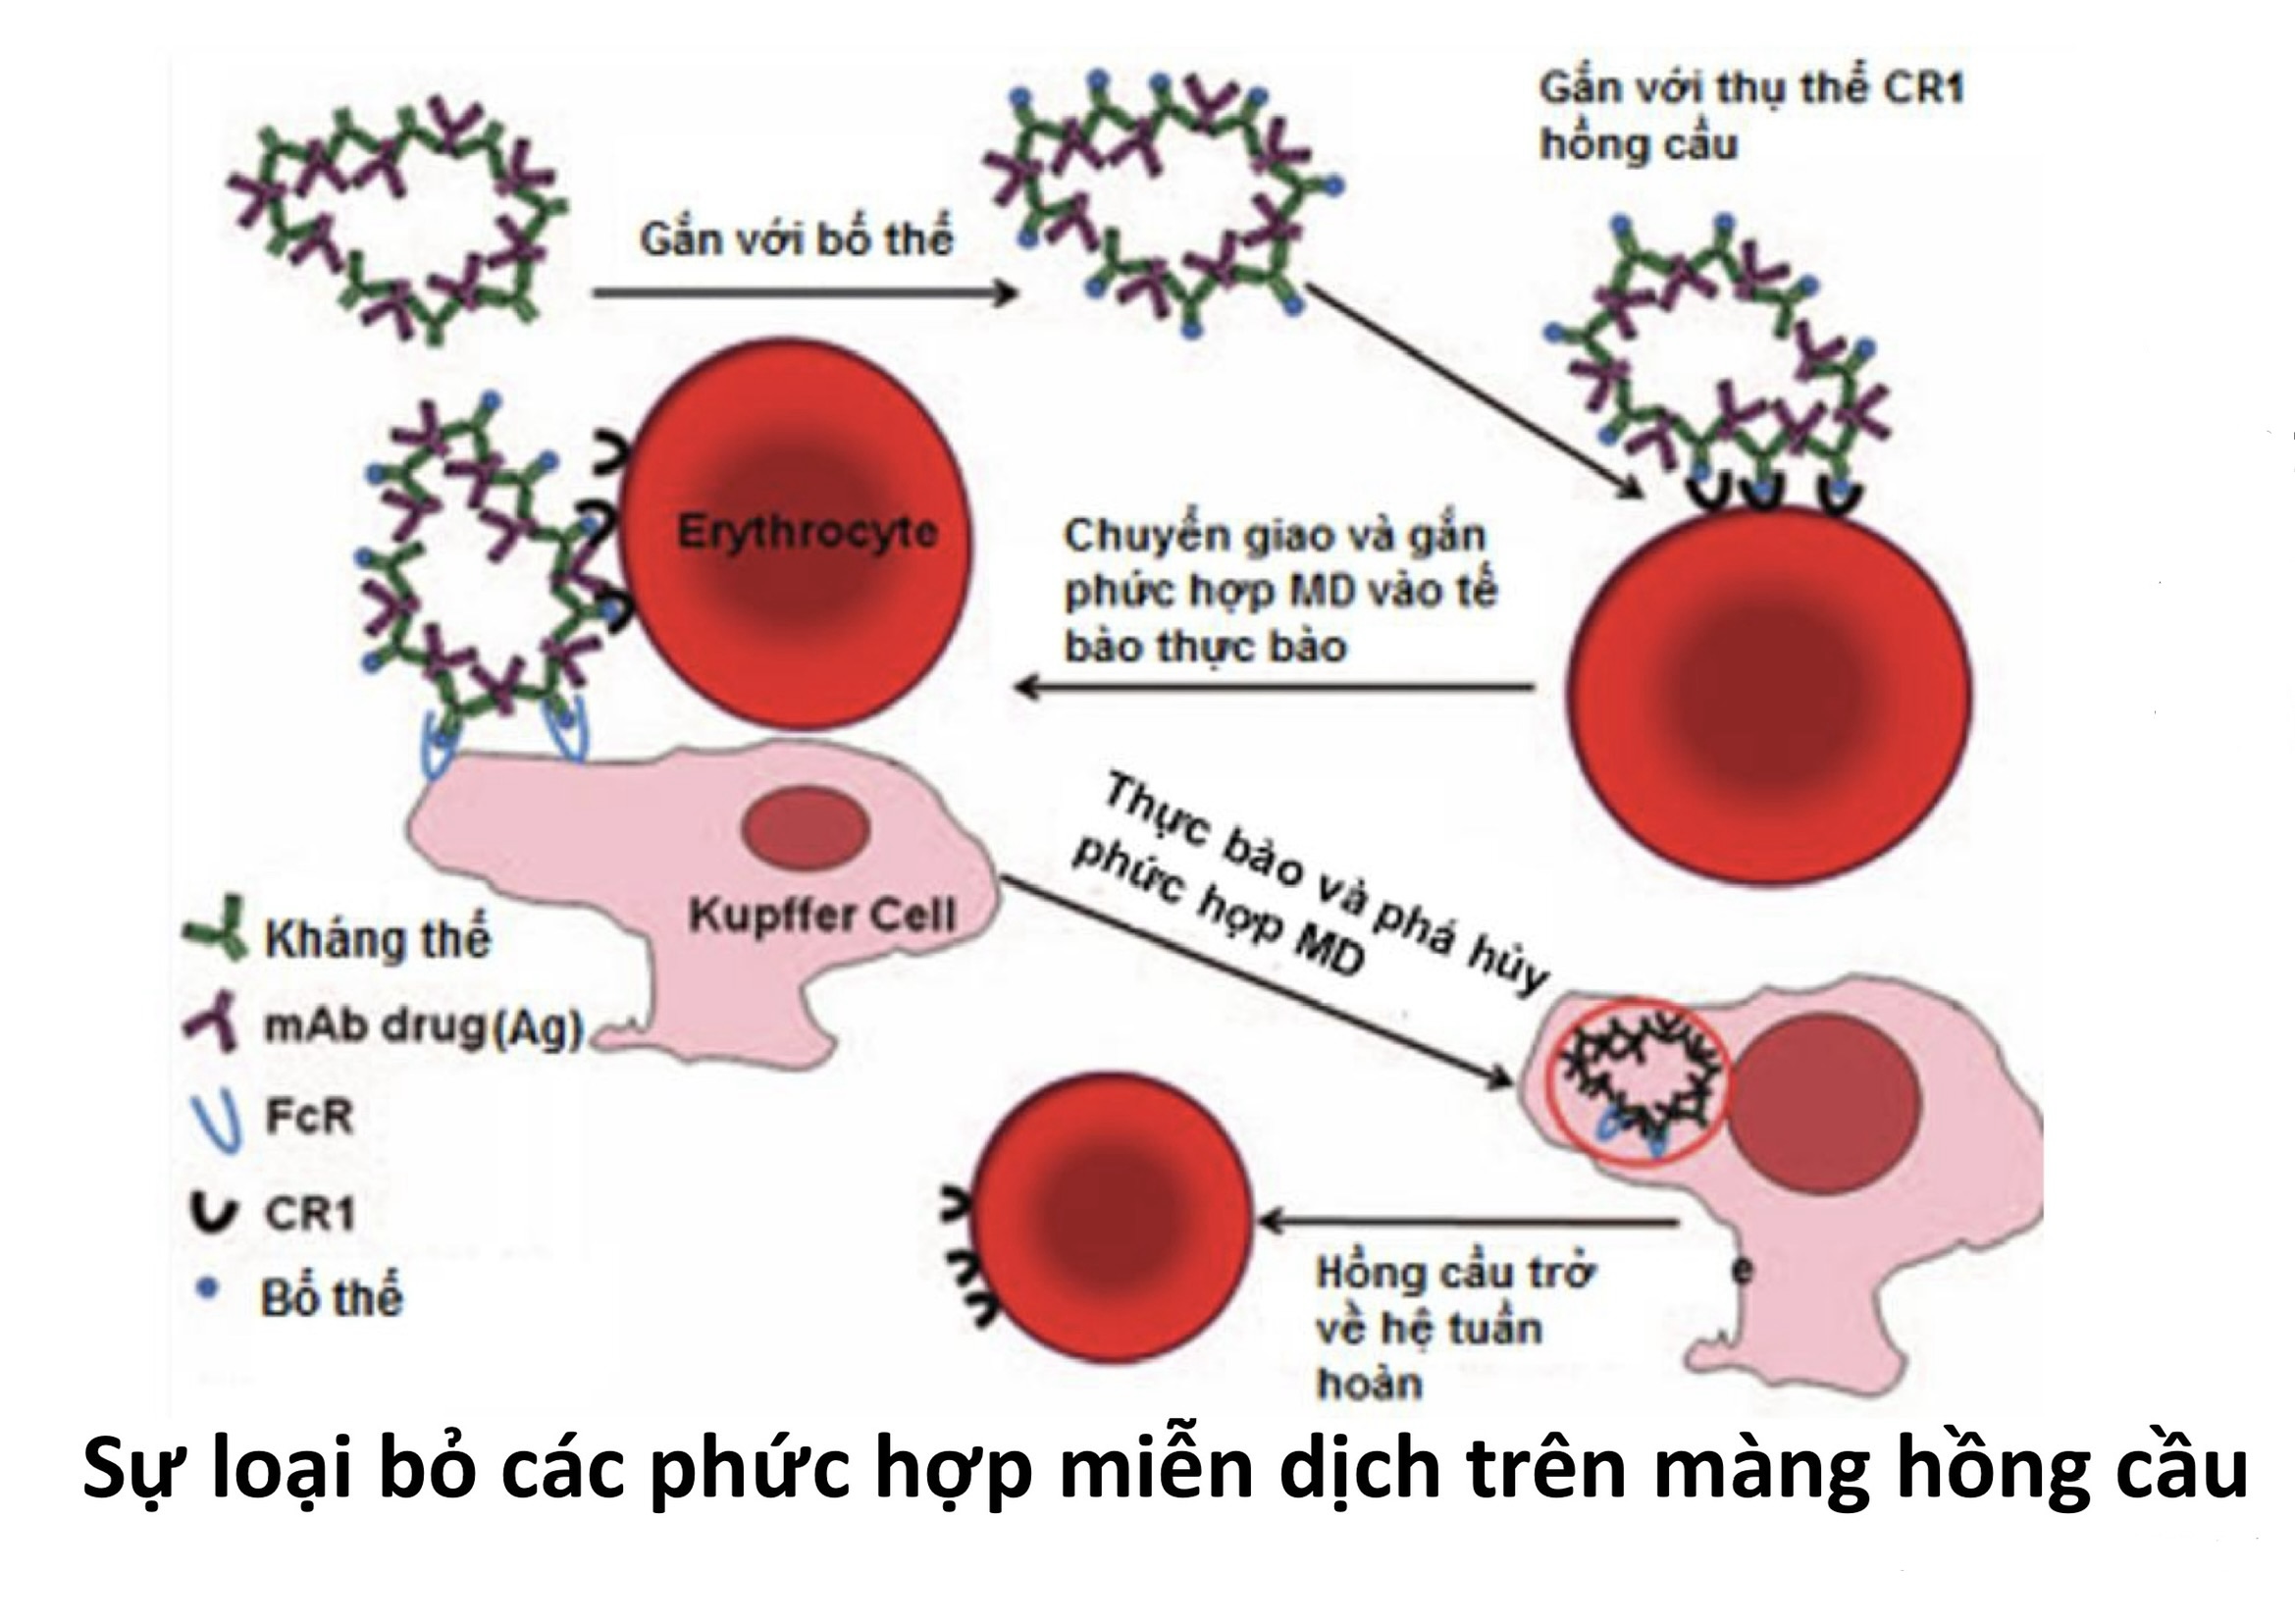 Gắn với bổ thể
Gắn với thụ thể CR1
hồng cầu
Erythrocyte
Chuyển giao và gắn
phức hợp MD vào tế
bào thực bào
Thực bào và phá hủy
phức hợp MD
Kupffer Cell
Kháng thể
mAb drug(Ag)
FcR
CR1
Bổ thể
e
Hồng cầu trở
về hệ tuần
hoàn
Sự loại bỏ các phức hợp miễn dịch trên màng hồng cầu